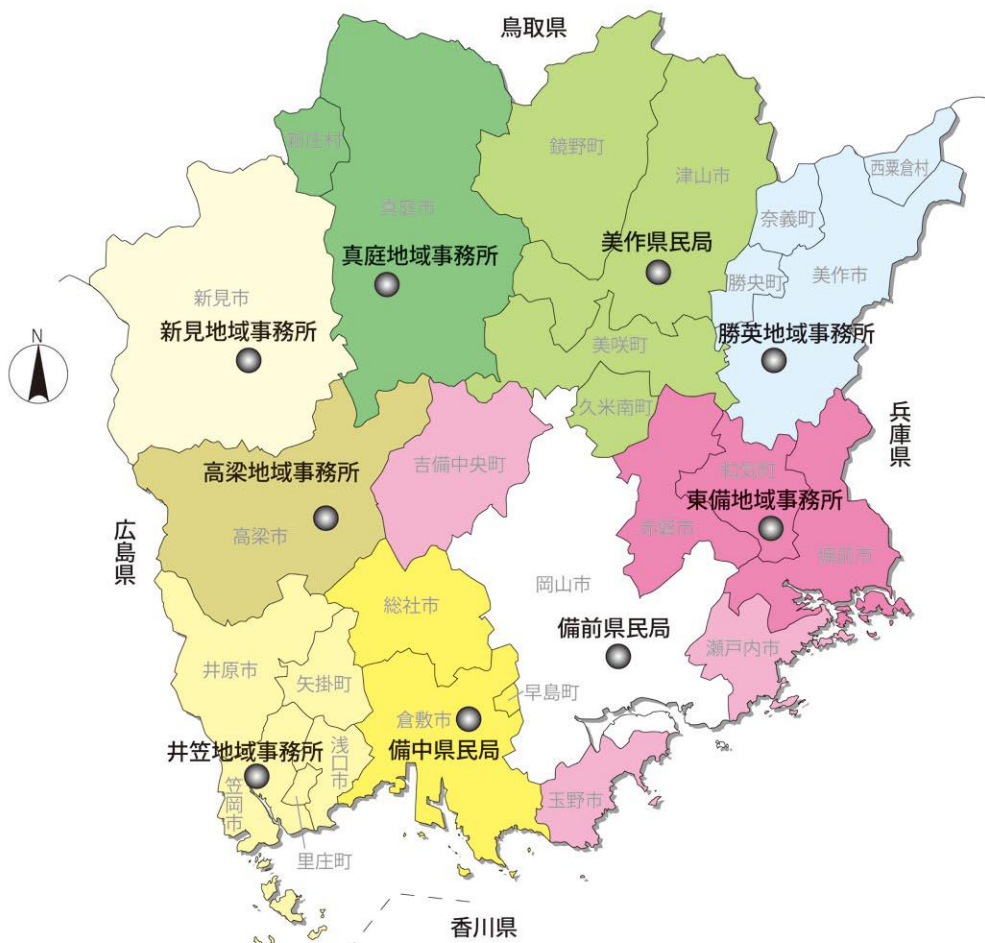 鳥取県
新庄村
鏡野町
津山市
西粟倉村
奈義町
真庭市
美作県民局
真庭地域事務所
勝央町
美作市
新見市
新見地域事務所
勝英地域事務所
N
美咲町
久米南町
兵庫県
吉備中央町
高梁地域事務所
和気町
東備地域事務所
高梁市
赤磐市
備前市
広島県
岡山市
総社市
備前県民局
瀬戸内市
井原市
矢掛町
早島町
倉敷市
備中県民局
井笠地域事務所
浅口市
笠岡市
玉野市
里庄町
香川県